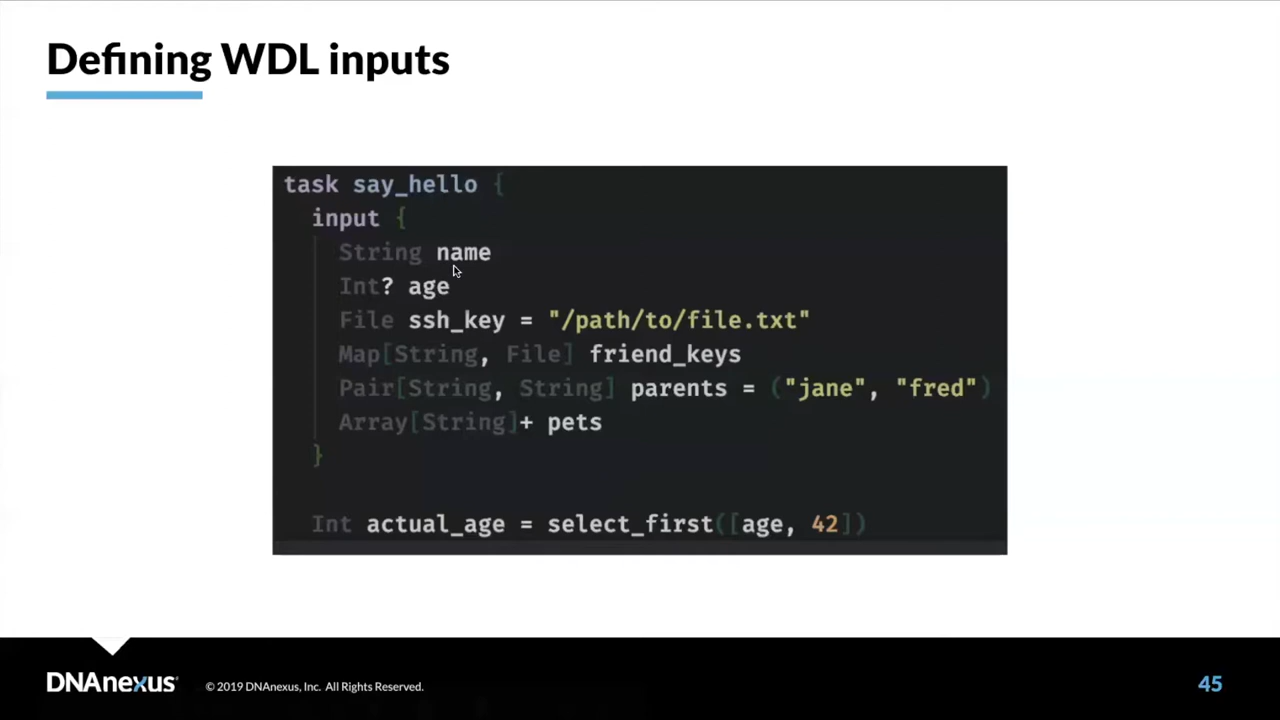 Defining WDL inputs
task say_hello {
input {
String name
Int? age
File ssh_key = "/path/to/file.txt"
Map[String, File] friend_keys
Pair[String, String] parents = ("jane", "fred")
Array[String]+ pets
}
Int actual_age = select_first([age, 42])
DNAnexus
© 2019 DNAnexus, Inc. All Rights Reserved.
45